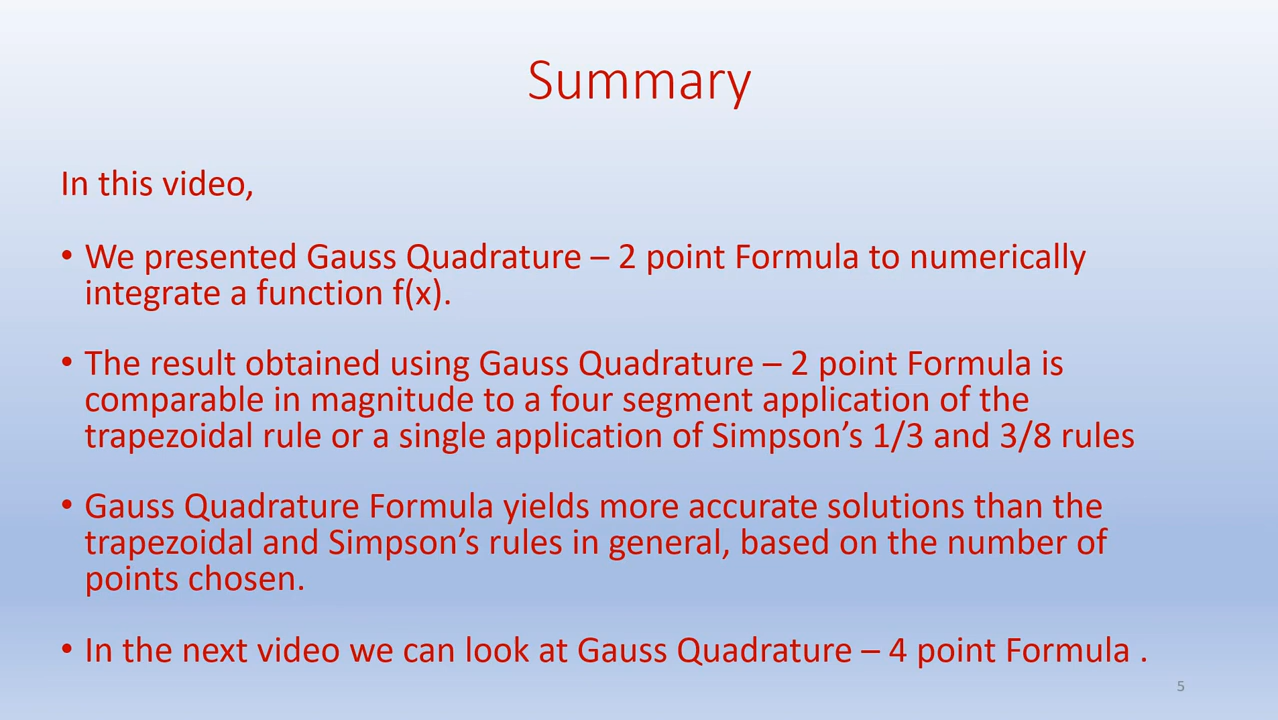 Summary
In this video,
• We presented Gauss Quadrature – 2 point Formula to numerically
integrate a function f(x).
• The result obtained using Gauss Quadrature – 2 point Formula is
comparable in magnitude to a four segment application of the
trapezoidal rule or a single application of Simpson’s 1/3 and 3/8 rules
• Gauss Quadrature Formula yields more accurate solutions than the
trapezoidal and Simpson’s rules in general, based on the number of
points chosen.
• In the next video we can look at Gauss Quadrature – 4 point Formula .
5